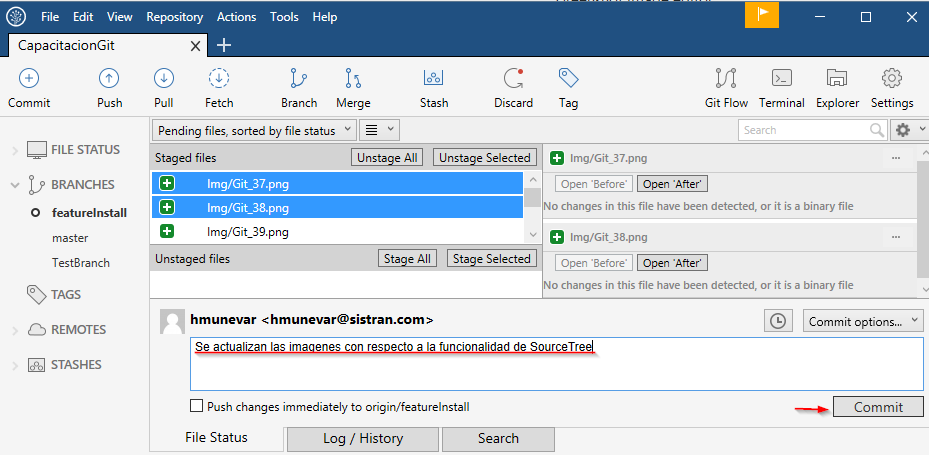 File Edit View Repository Actions Tools Help
CapacitacionGit
Commit Push Pull Fetch Branch Merge Stash Discard Tag Git Flow Terminal Explorer Settings
Pending files, sorted by file status Search
FILE STATUS
BRANCHES
featureInstall
master
TestBranch
TAGS
REMOTES
STASHES
Staged files Unstage All Unstage Selected
Img/Git_37.png
Img/Git_38.png
Img/Git_39.png
Unstaged files Stage All Stage Selected
Img/Git_37.png ...
Open 'Before' Open 'After'
No changes in this file have been detected, or it is a binary file
Img/Git_38.png ...
Open 'Before' Open 'After'
No changes in this file have been detected, or it is a binary file
hmunevar <hmunevar@sistran.com> Commit options...
Se actualizan las imagenes con respecto a la funcionalidad de SourceTree
Push changes immediately to origin/featureInstall Commit
File Status Log / History Search